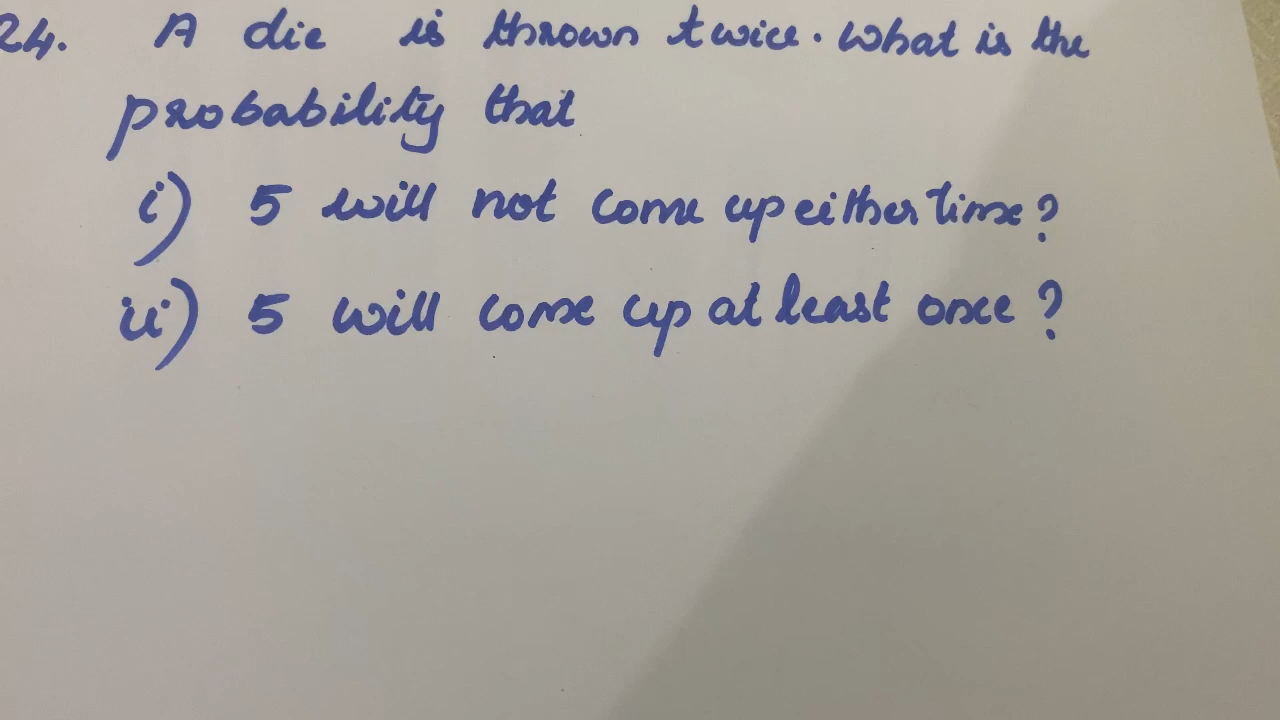 24. A die is thrown twice. What is the
probability that
i) 5 will not come up either time?
ii) 5 will come up at least once?